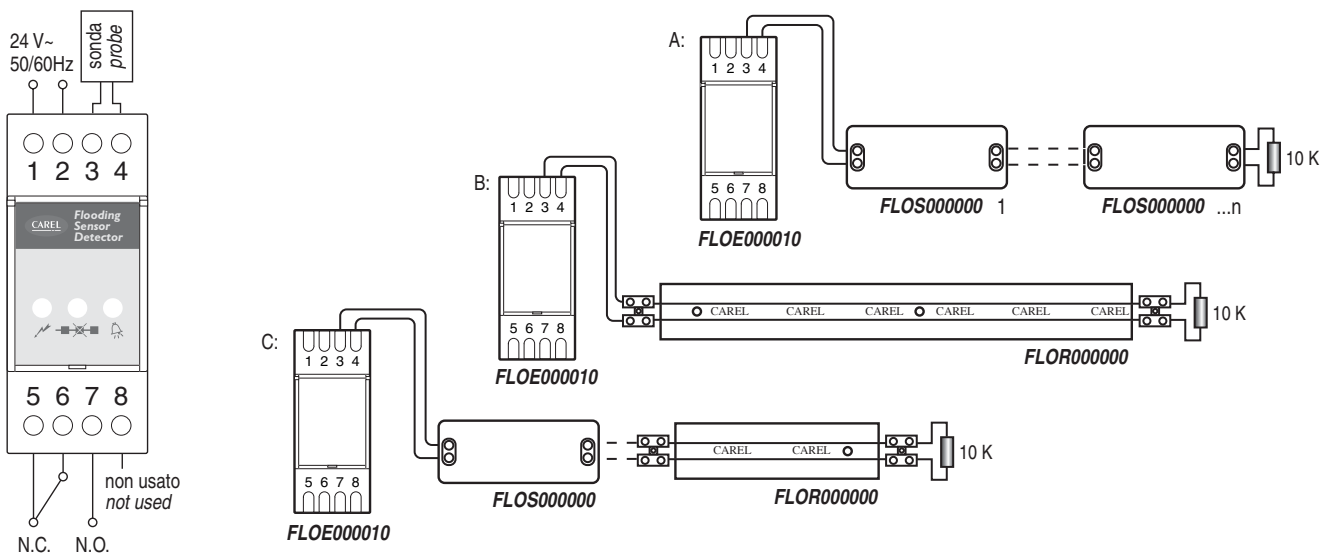 24 V~
50/60Hz
sonda
probe
1 2 3 4
CAREL
Flooding
Sensor
Detector
5 6 7 8
non usato
not used
N.C. N.O.
A:
1 2 3 4
5 6 7 8
FLOE000010
FLOS000000 1
FLOS000000 ...n
10 K
B:
1 2 3 4
5 6 7 8
FLOE000010
CAREL CAREL CAREL CAREL CAREL CAREL
FLOR000000
10 K
C:
1 2 3 4
5 6 7 8
FLOE000010
FLOS000000
CAREL CAREL
FLOR000000
10 K